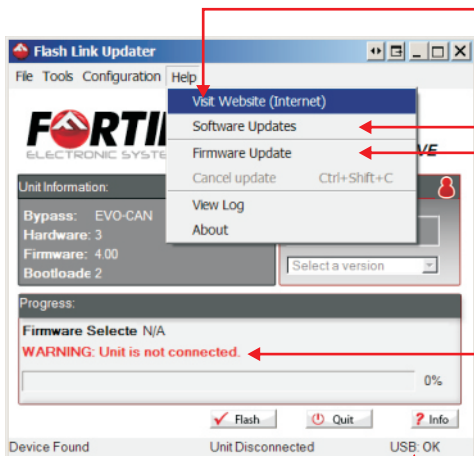 Flash Link Updater
File Tools Configuration Help
Visit Website (Internet)
Software Updates
Firmware Update
Cancel update Ctrl+Shift+C
View Log
About
FORTI
ELECTRONIC SYSTE
VE
Unit Information:
Bypass: EVO-CAN
Hardware: 3
Firmware: 4.00
Bootloade 2
Select a version
Progress:
Firmware Selecte N/A
WARNING: Unit is not connected.
0%
Flash Quit ? Info
Device Found Unit Disconnected USB: OK